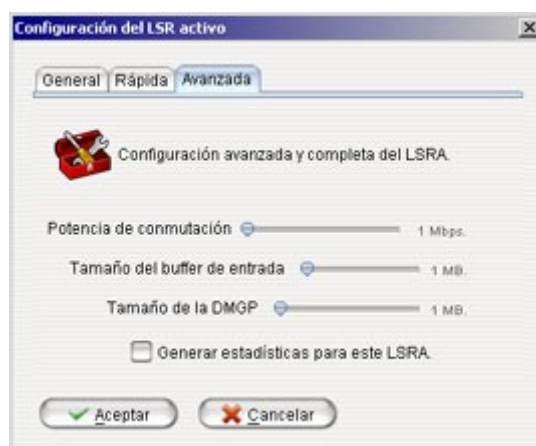 Configuración del LSR activo
General Rápida Avanzada
Configuración avanzada y completa del LSRA.
Potencia de conmutación 1 Mbps.
Tamaño del buffer de entrada 1 MB.
Tamaño de la DMGP 1 MB.
Generar estadísticas para este LSRA.
Aceptar Cancelar